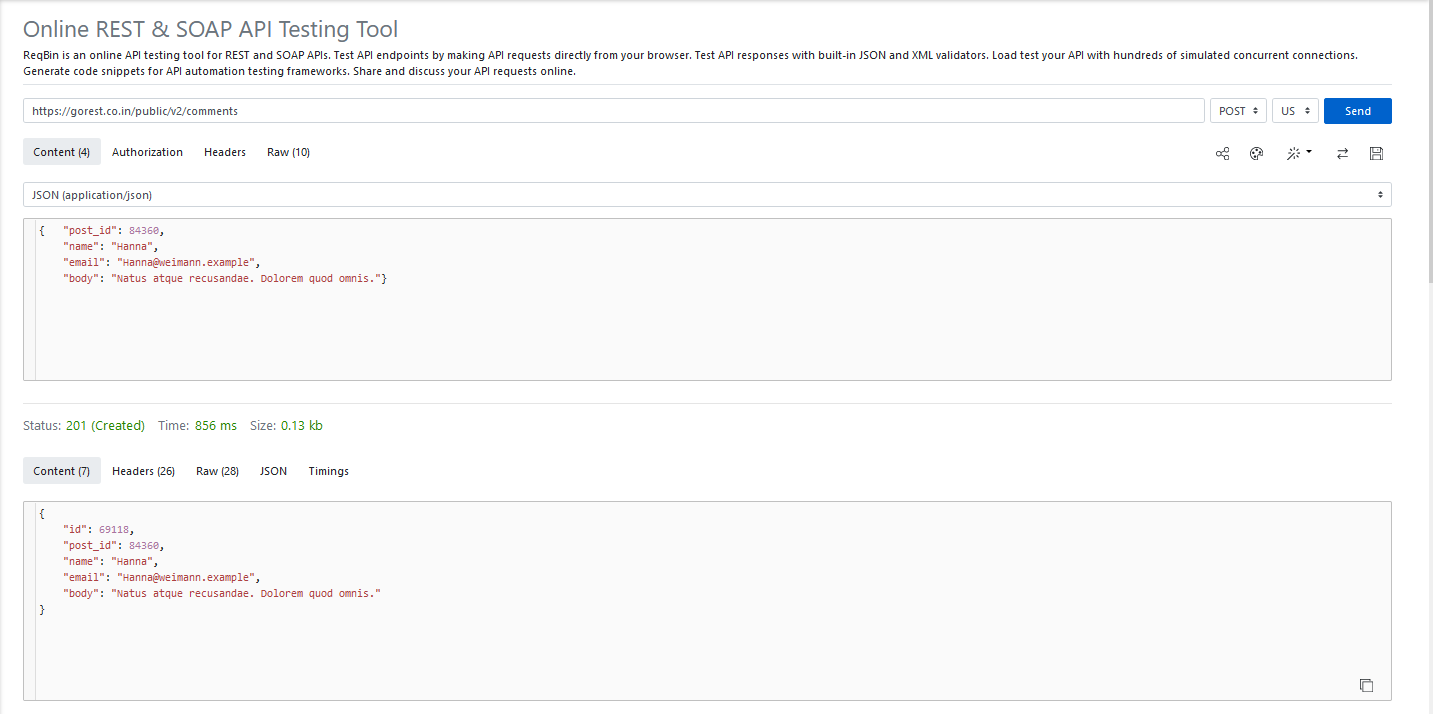 Online REST & SOAP API Testing Tool
ReqBin is an online API testing tool for REST and SOAP APIs. Test API endpoints by making API requests directly from your browser. Test API responses with built-in JSON and XML validators. Load test your API with hundreds of simulated concurrent connections.
Generate code snippets for API automation testing frameworks. Share and discuss your API requests online.
https://gorest.co.in/public/v2/comments POST US Send
Content (4) Authorization Headers Raw (10)
JSON (application/json)
{   "post_id": 84360,
    "name": "Hanna",
    "email": "Hanna@weimann.example",
    "body": "Natus atque recusandae. Dolorem quod omnis."}
Status: 201 (Created) Time: 856 ms Size: 0.13 kb
Content (7) Headers (26) Raw (28) JSON Timings
{
    "id": 69118,
    "post_id": 84360,
    "name": "Hanna",
    "email": "Hanna@weimann.example",
    "body": "Natus atque recusandae. Dolorem quod omnis."
}